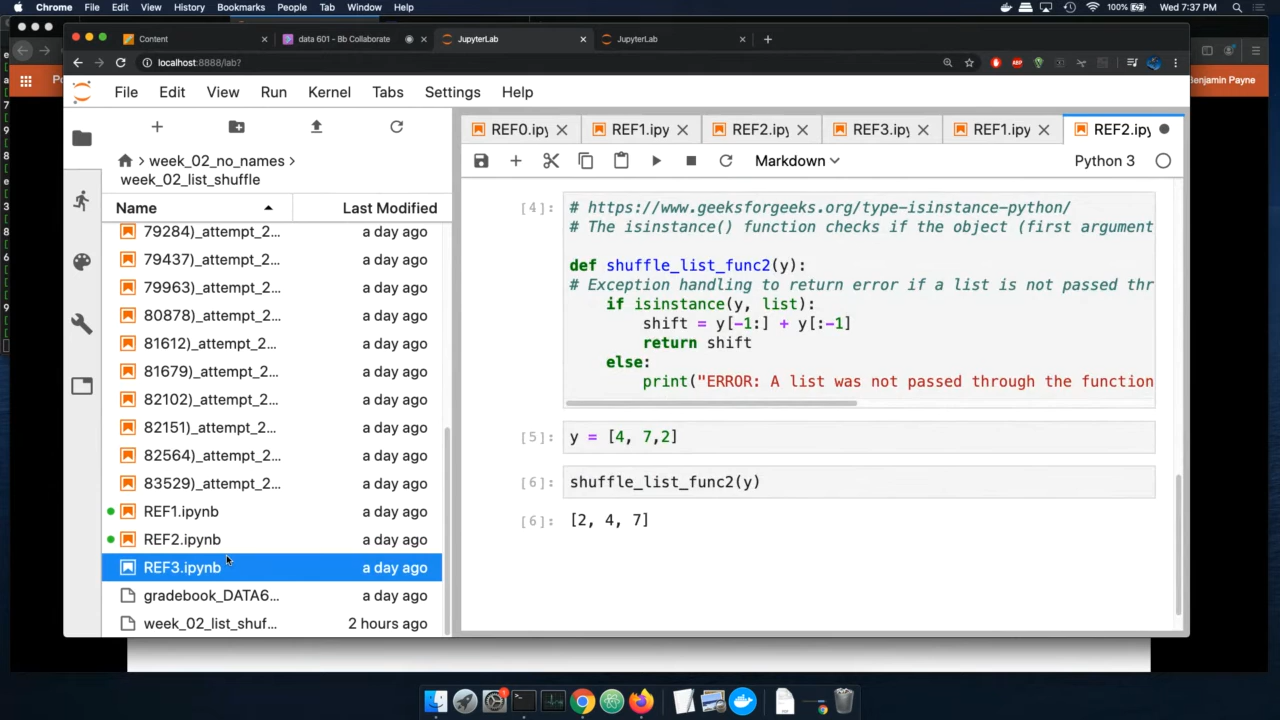 Chrome File Edit View History Bookmarks People Tab Window Help 100% Wed 7:37 PM
Content data 601 - Bb Collaborate JupyterLab JupyterLab
localhost:8888/lab?
Benjamin Payne
File Edit View Run Kernel Tabs Settings Help
REF0.ipy REF1.ipy REF2.ipy REF3.ipy REF1.ipy REF2.ipy
Markdown Python 3
week_02_no_names >
week_02_list_shuffle
Name Last Modified
79284)_attempt_2... a day ago
79437)_attempt_2... a day ago
79963)_attempt_2... a day ago
80878)_attempt_2... a day ago
81612)_attempt_2... a day ago
81679)_attempt_2... a day ago
82102)_attempt_2... a day ago
82151)_attempt_2... a day ago
82564)_attempt_2... a day ago
83529)_attempt_2... a day ago
REF1.ipynb a day ago
REF2.ipynb a day ago
REF3.ipynb a day ago
gradebook_DATA6... a day ago
week_02_list_shuf... 2 hours ago
[4]: # https://www.geeksforgeeks.org/type-isinstance-python/
# The isinstance() function checks if the object (first argument
def shuffle_list_func2(y):
# Exception handling to return error if a list is not passed thr
if isinstance(y, list):
shift = y[-1:] + y[:-1]
return shift
else:
print("ERROR: A list was not passed through the function
[5]: y = [4, 7,2]
[6]: shuffle_list_func2(y)
[6]: [2, 4, 7]